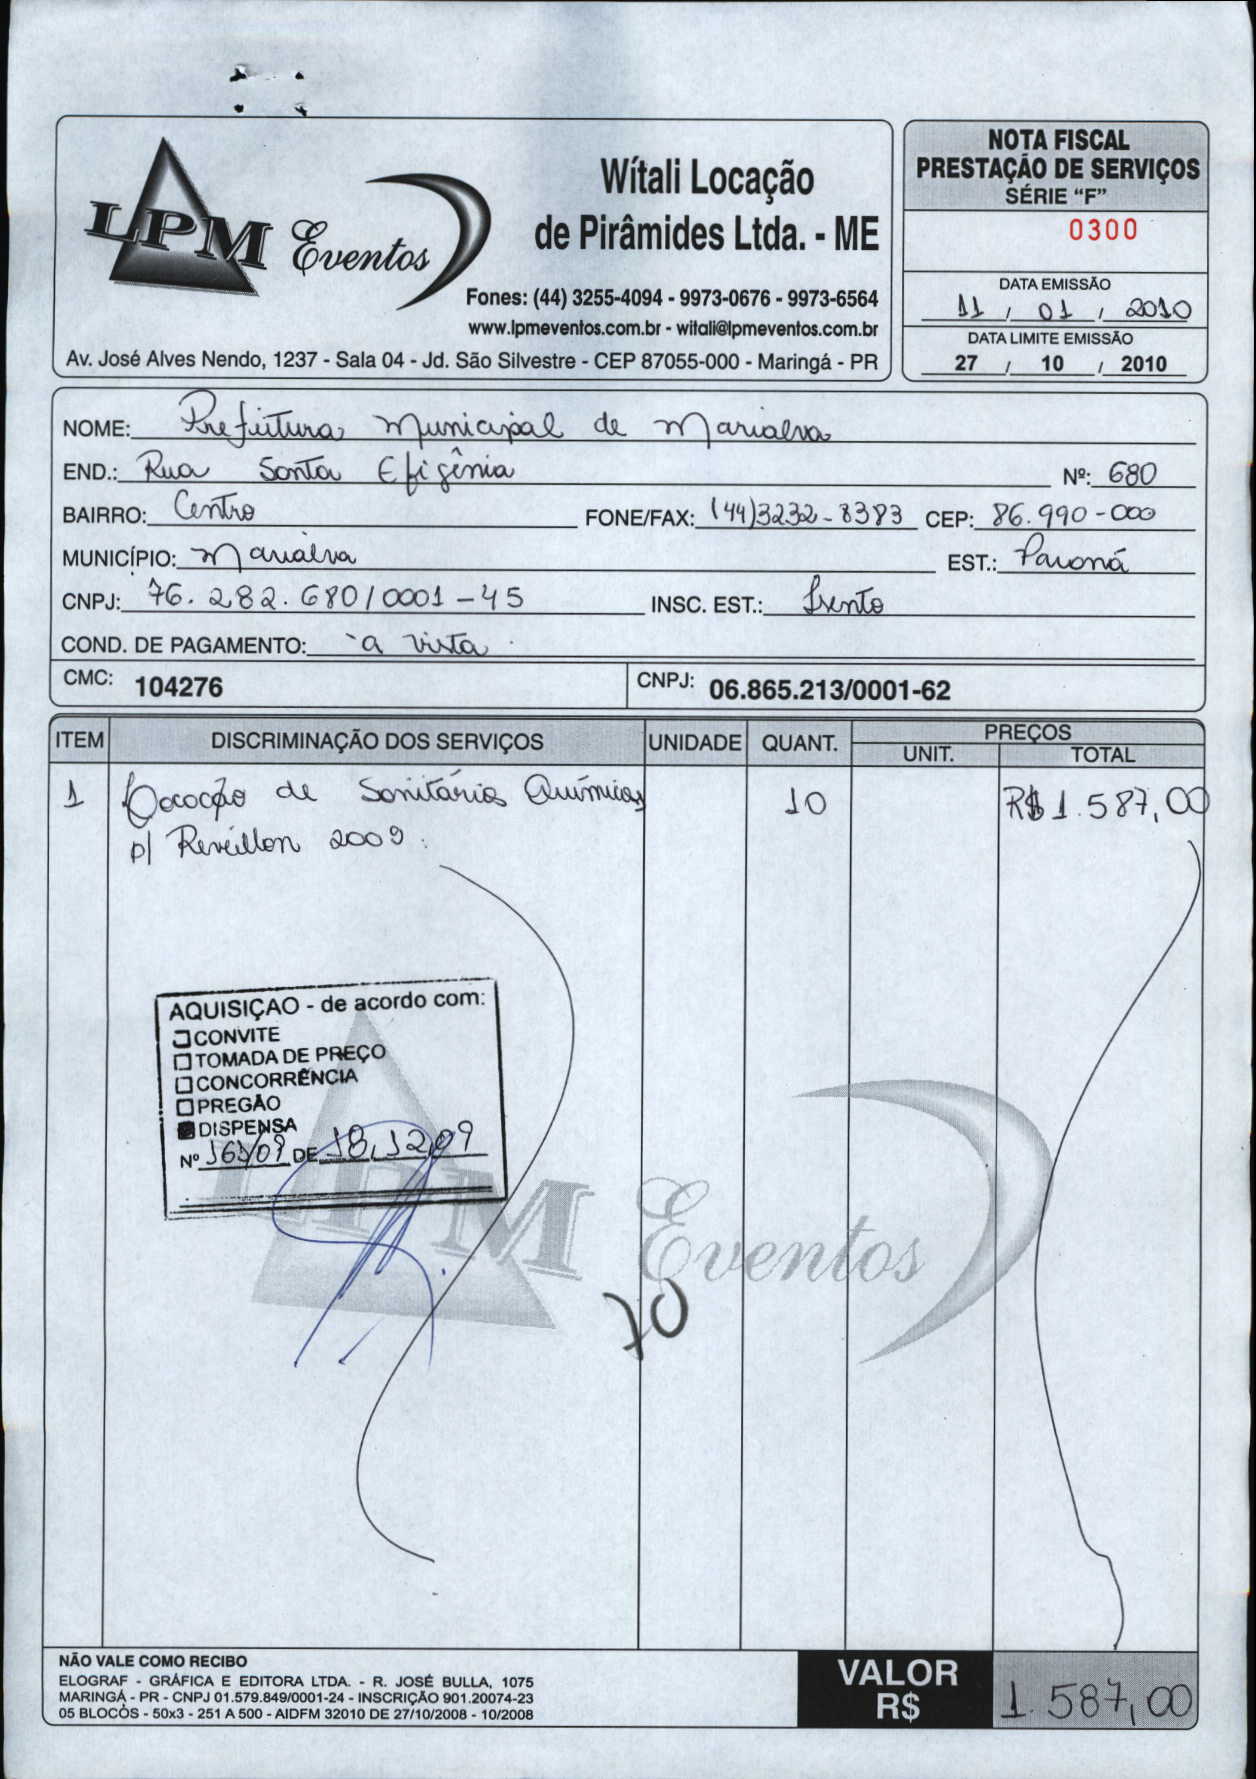 LPM Eventos
Wítali Locação
de Pirâmides Ltda. - ME
Fones: (44) 3255-4094 - 9973-0676 - 9973-6564
www.lpmeventos.com.br - witali@lpmeventos.com.br
Av. José Alves Nendo, 1237 - Sala 04 - Jd. São Silvestre - CEP 87055-000 - Maringá - PR
NOTA FISCAL
PRESTAÇÃO DE SERVIÇOS
SÉRIE "F"
0300
DATA EMISSÃO
11 / 01 / 2010
DATA LIMITE EMISSÃO
27 / 10 / 2010
NOME: Prefeitura Municipal de Marialva
END.: Rua Santa Efigênia Nº: 680
BAIRRO: Centro FONE/FAX: (44)3232-8383 CEP: 86.990-000
MUNICÍPIO: Marialva EST.: Paraná
CNPJ: 76.282.680/0001-45 INSC. EST.: Isento
COND. DE PAGAMENTO: à vista
CMC: 104276 CNPJ: 06.865.213/0001-62
ITEM DISCRIMINAÇÃO DOS SERVIÇOS UNIDADE QUANT. PREÇOS
UNIT. TOTAL
1 Locação de Sanitários Químicos 10 R$ 1.587,00
p/ Reveillon 2009.
AQUISIÇAO - de acordo com:
CONVITE
TOMADA DE PREÇO
CONCORRÊNCIA
PREGÃO
DISPENSA
Nº /09 DE 18,12,09
LPM Eventos
70
NÃO VALE COMO RECIBO
ELOGRAF - GRÁFICA E EDITORA LTDA. - R. JOSÉ BULLA, 1075
MARINGÁ - PR - CNPJ 01.579.849/0001-24 - INSCRIÇÃO 901.20074-23
05 BLOCOS - 50x3 - 251 A 500 - AIDFM 32010 DE 27/10/2008 - 10/2008
VALOR
R$ 1.587,00